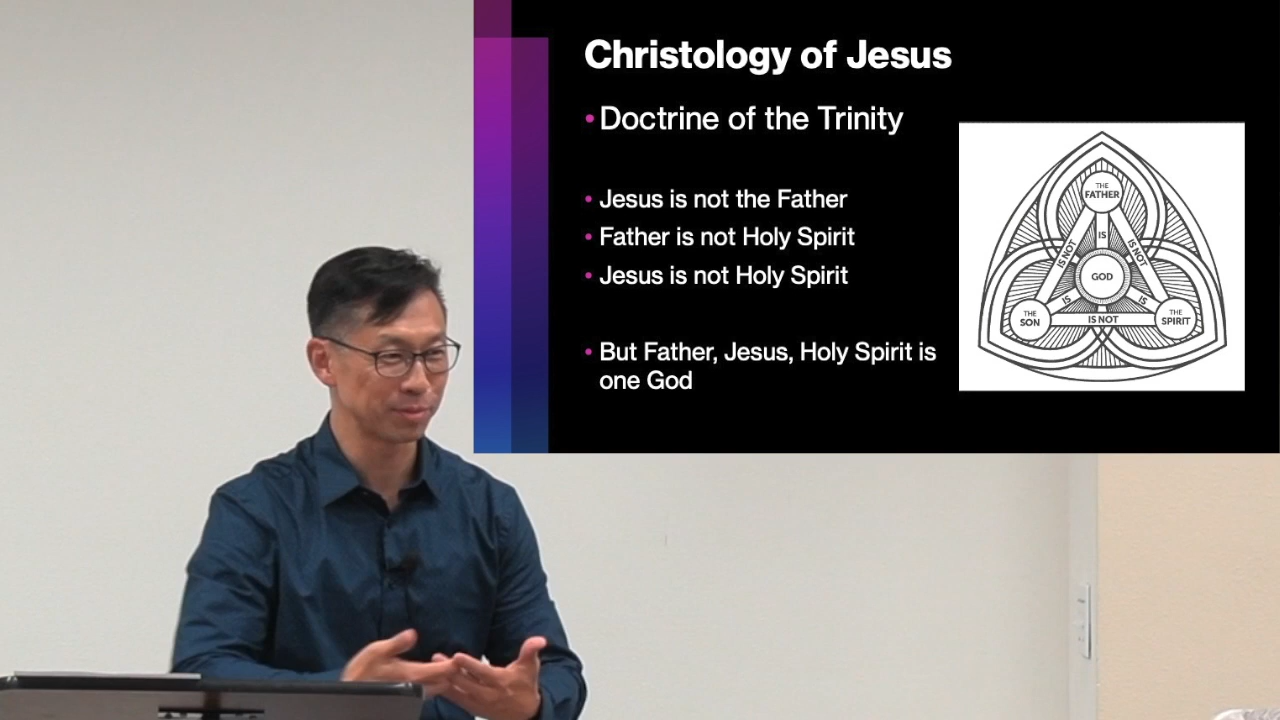 Christology of Jesus
• Doctrine of the Trinity
• Jesus is not the Father
• Father is not Holy Spirit
• Jesus is not Holy Spirit
• But Father, Jesus, Holy Spirit is
one God
THE
FATHER
IS NOT
IS
IS NOT
GOD
IS
IS
THE
SON
IS NOT
THE
SPIRIT